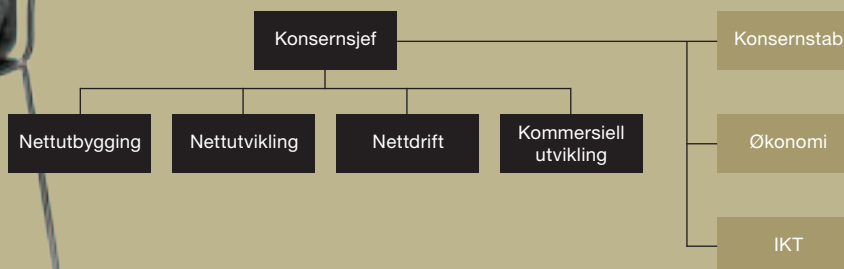 Konsernsjef
Konsernstab
Nettutbygging
Nettutvikling
Nettdrift
Kommersiell
utvikling
Økonomi
IKT